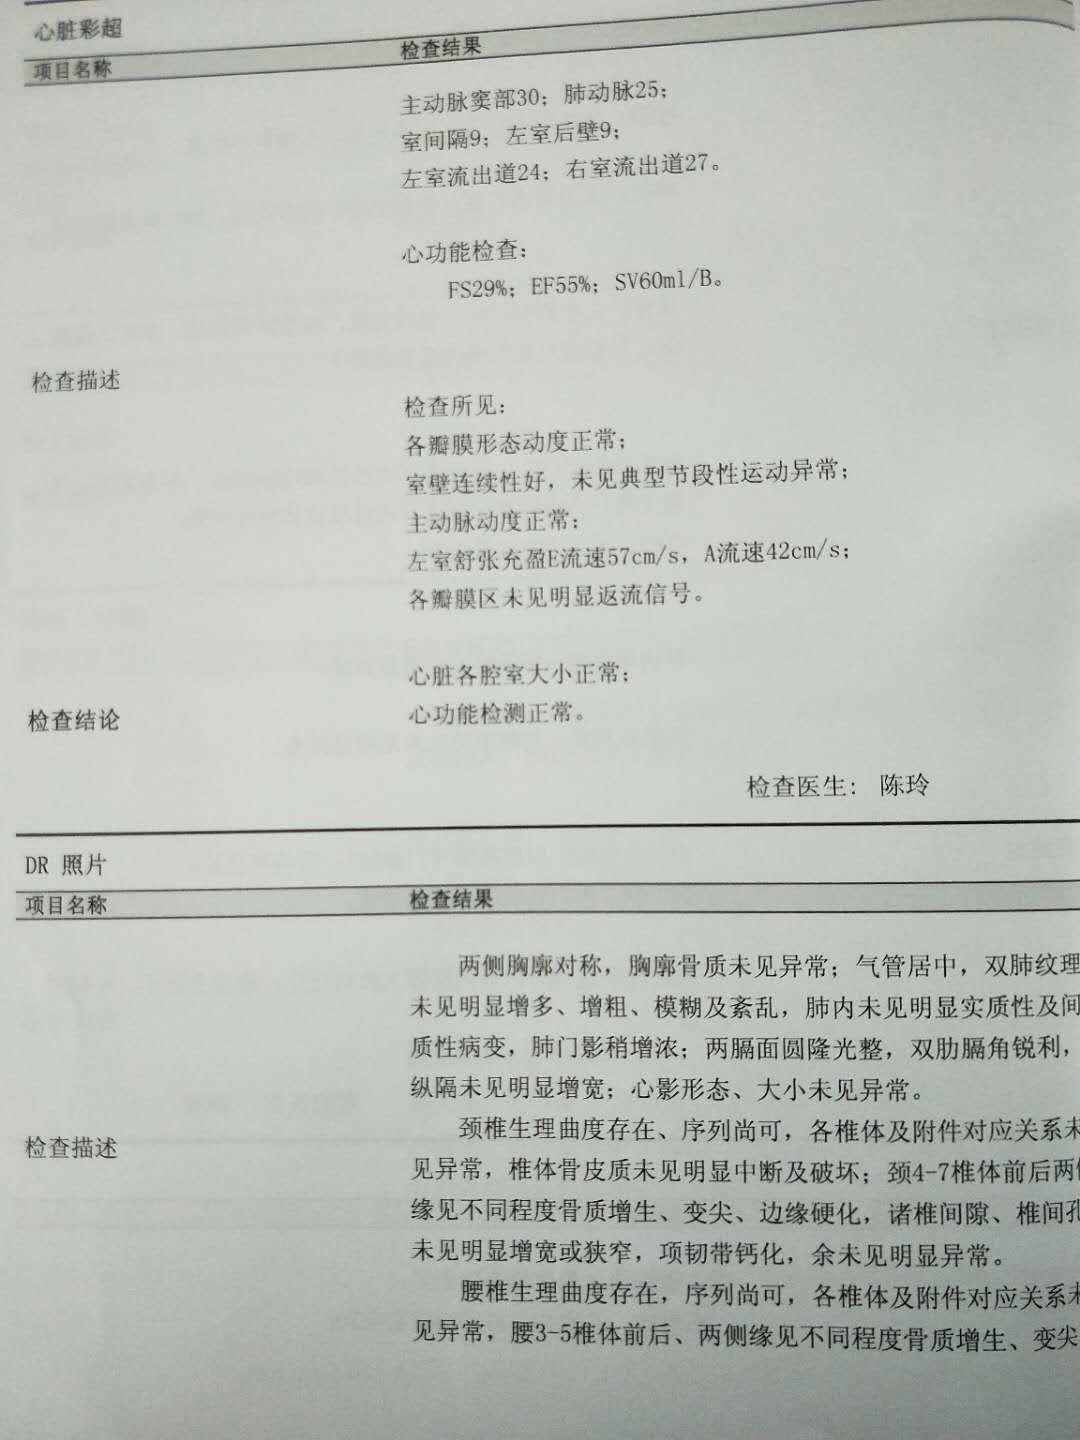 心脏彩超
项目名称 检查结果
主动脉窦部30；肺动脉25；
室间隔9；左室后壁9；
左室流出道24；右室流出道27。
心功能检查：
FS29%；EF55%；SV60ml/B。
检查描述
检查所见：
各瓣膜形态动度正常；
室壁连续性好，未见典型节段性运动异常；
主动脉动度正常；
左室舒张充盈E流速57cm/s，A流速42cm/s；
各瓣膜区未见明显返流信号。
心脏各腔室大小正常；
检查结论
心功能检测正常。
检查医生： 陈玲
DR 照片
项目名称 检查结果
两侧胸廓对称，胸廓骨质未见异常；气管居中，双肺纹理
未见明显增多、增粗、模糊及紊乱，肺内未见明显实质性及间
质性病变，肺门影稍增浓；两膈面圆隆光整，双肋膈角锐利，
纵隔未见明显增宽；心影形态、大小未见异常。
颈椎生理曲度存在、序列尚可，各椎体及附件对应关系未
检查描述
见异常，椎体骨皮质未见明显中断及破坏；颈4-7椎体前后两
缘见不同程度骨质增生、变尖、边缘硬化，诸椎间隙、椎间孔
未见明显增宽或狭窄，项韧带钙化，余未见明显异常。
腰椎生理曲度存在，序列尚可，各椎体及附件对应关系未
见异常，腰3-5椎体前后、两侧缘见不同程度骨质增生、变尖